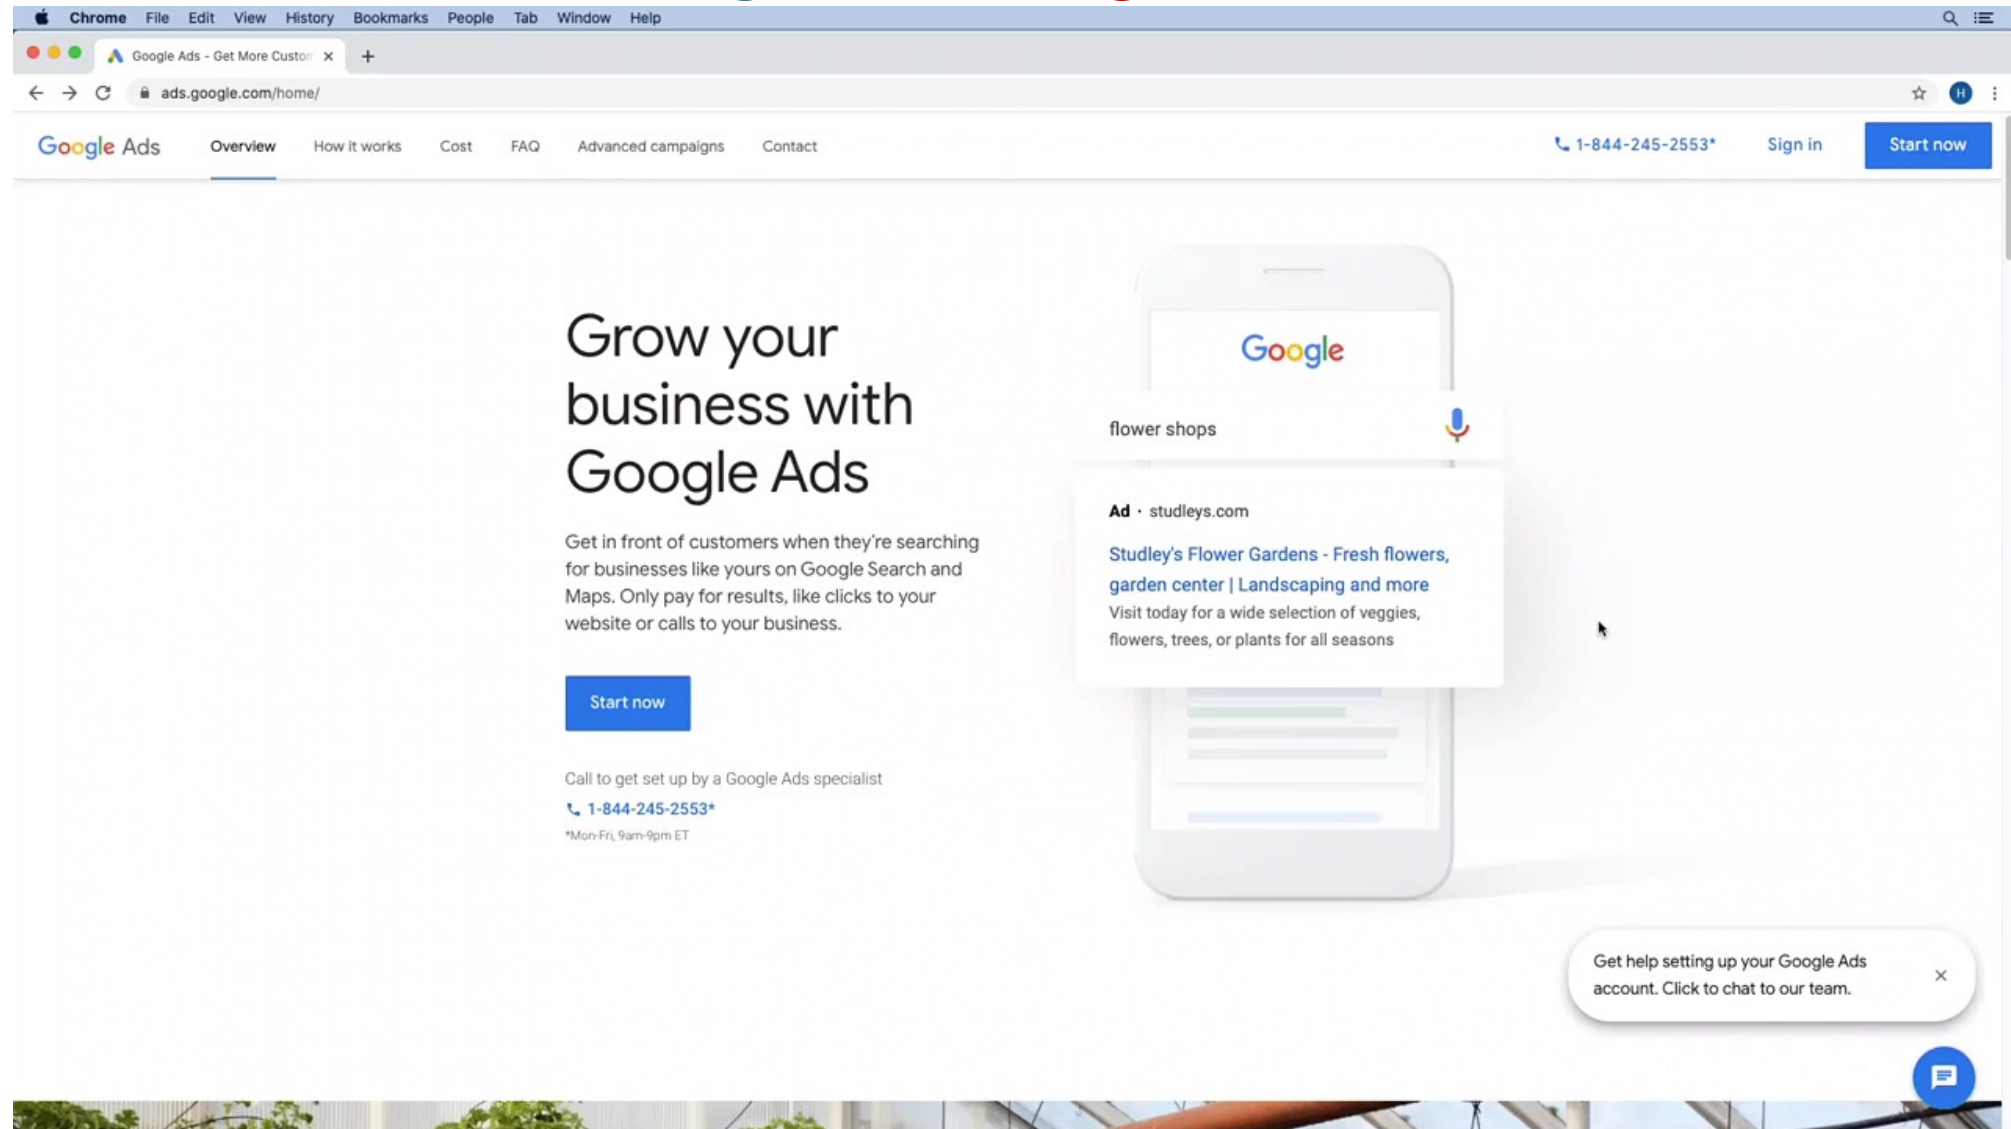 Chrome File Edit View History Bookmarks People Tab Window Help
Google Ads - Get More Custon
ads.google.com/home/
H
Google Ads Overview How it works Cost FAQ Advanced campaigns Contact 1-844-245-2553* Sign in Start now
Grow your
business with
Google Ads
Get in front of customers when they're searching
for businesses like yours on Google Search and
Maps. Only pay for results, like clicks to your
website or calls to your business.
Start now
Call to get set up by a Google Ads specialist
1-844-245-2553*
*Mon-Fri, 9am-9pm ET
Google
flower shops
Ad · studleys.com
Studley's Flower Gardens - Fresh flowers,
garden center | Landscaping and more
Visit today for a wide selection of veggies,
flowers, trees, or plants for all seasons
Get help setting up your Google Ads
account. Click to chat to our team.